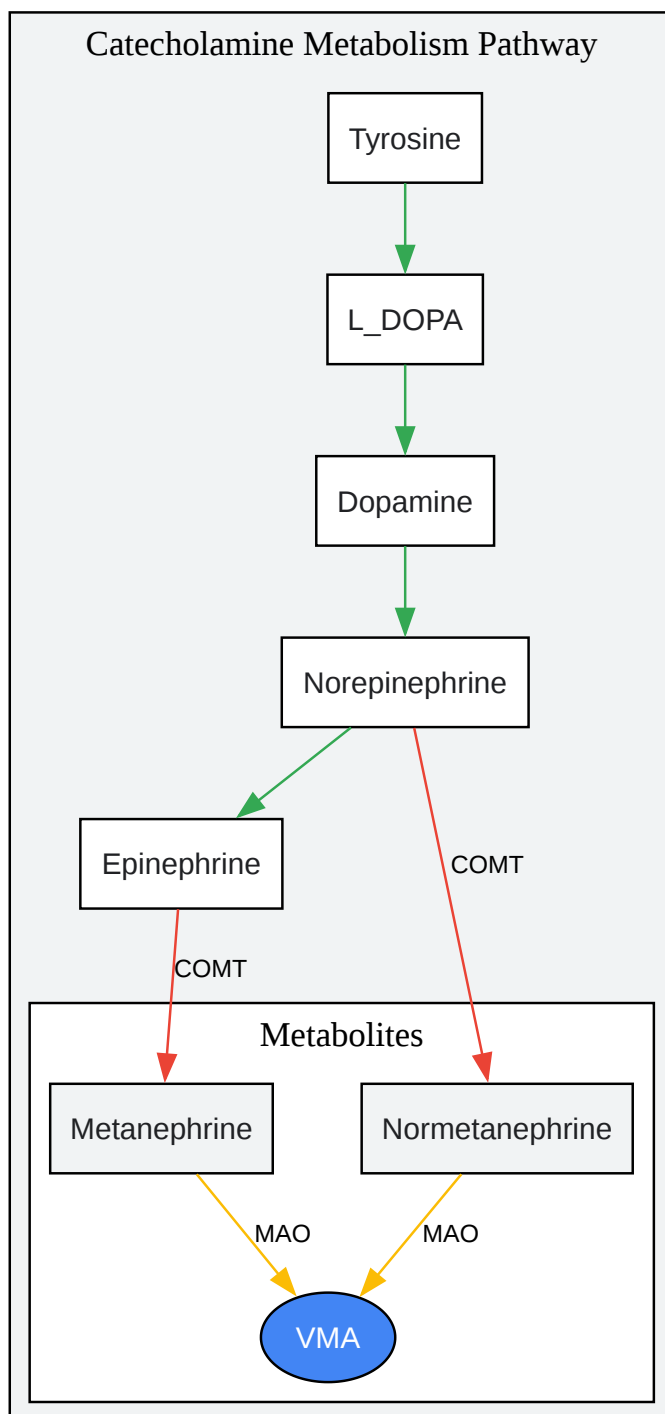 Catecholamine Metabolism Pathway
Tyrosine
L_DOPA
Dopamine
Norepinephrine
Epinephrine
COMT
COMT
Metabolites
Metanephrine
Normetanephrine
MAO
MAO
VMA